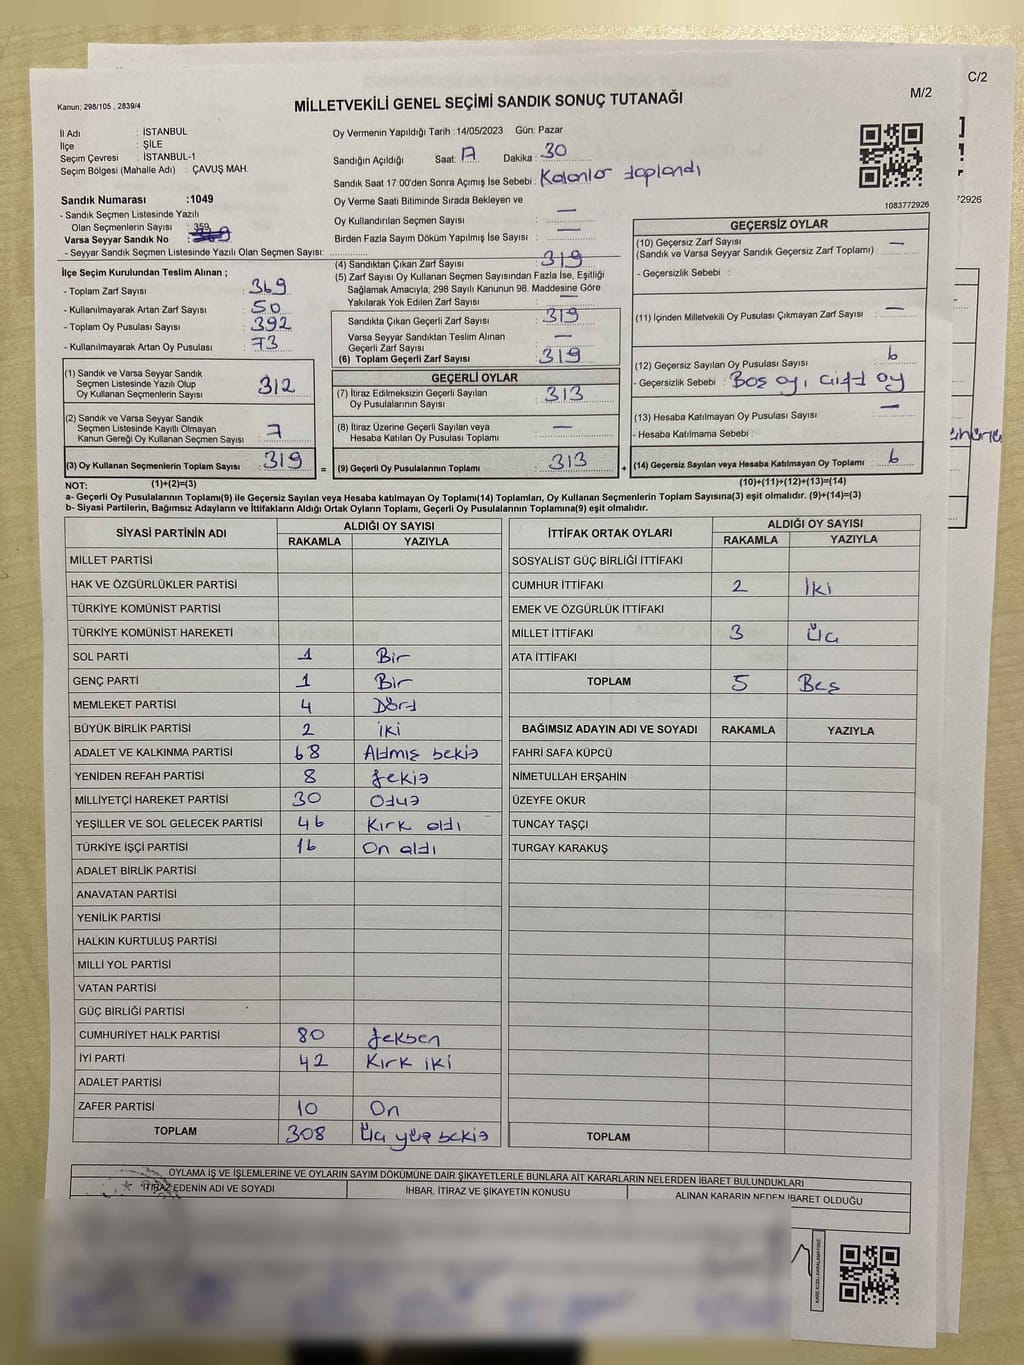 C/2
M/2
Kanun; 298/105 , 2839/4
MİLLETVEKİLİ GENEL SEÇİMİ SANDIK SONUÇ TUTANAĞI
İl Adı : İSTANBUL
İlçe : ŞİLE
Seçim Çevresi : İSTANBUL-1
Seçim Bölgesi (Mahalle Adı) : ÇAVUŞ MAH.
Sandık Numarası :1049
- Sandık Seçmen Listesinde Yazılı
Olan Seçmenlerin Sayısı : 359
Varsa Seyyar Sandık No :
- Seyyar Sandık Seçmen Listesinde Yazılı Olan Seçmen Sayısı:
Oy Vermenin Yapıldığı Tarih :14/05/2023 Gün: Pazar
Sandığın Açıldığı Saat: Dakika: 30
Sandık Saat 17:00'den Sonra Açımış İse Sebebi: Kalanlar toplandı
Oy Verme Saati Bitiminde Sırada Bekleyen ve
Oy Kullandırılan Seçmen Sayısı : —
Birden Fazla Sayım Döküm Yapılmış İse Sayısı : —
1083772926
72926
İlçe Seçim Kurulundan Teslim Alınan ;
- Toplam Zarf Sayısı : 369
- Kullanılmayarak Artan Zarf Sayısı : 50
- Toplam Oy Pusulası Sayısı : 392
- Kullanılmayarak Artan Oy Pusulası : 73
(1) Sandık ve Varsa Seyyar Sandık
Seçmen Listesinde Yazılı Olup
Oy Kullanan Seçmenlerin Sayısı : 312
(2) Sandık ve Varsa Seyyar Sandık
Seçmen Listesinde Kayıtlı Olmayan
Kanun Gereği Oy Kullanan Seçmen Sayısı : 7
(3) Oy Kullanan Seçmenlerin Toplam Sayısı : 319 =
(4) Sandıktan Çıkan Zarf Sayısı : 319
(5) Zarf Sayısı Oy Kullanan Seçmen Sayısından Fazla İse, Eşitliği
Sağlamak Amacıyla; 298 Sayılı Kanunun 98. Maddesine Göre
Yakılarak Yok Edilen Zarf Sayısı : —
Sandıkta Çıkan Geçerli Zarf Sayısı : 319
Varsa Seyyar Sandıktan Teslim Alınan
Geçerli Zarf Sayısı : —
(6) Toplam Geçerli Zarf Sayısı : 319
GEÇERLİ OYLAR
(7) İtiraz Edilmeksizin Geçerli Sayılan
Oy Pusulalarının Sayısı : 313
(8) İtiraz Üzerine Geçerli Sayılan veya
Hesaba Katılan Oy Pusulası Toplamı : —
(9) Geçerli Oy Pusulalarının Toplamı : 313 +
GEÇERSİZ OYLAR
(10) Geçersiz Zarf Sayısı
(Sandık ve Varsa Seyyar Sandık Geçersiz Zarf Toplamı) : —
- Geçersizlik Sebebi :
(11) İçinden Milletvekili Oy Pusulası Çıkmayan Zarf Sayısı : —
(12) Geçersiz Sayılan Oy Pusulası Sayısı : 6
- Geçersizlik Sebebi : Boş oy, çift oy
(13) Hesaba Katılmayan Oy Pusulası Sayısı : —
- Hesaba Katılmama Sebebi :
(14) Geçersiz Sayılan veya Hesaba Katılmayan Oy Toplamı : 6
NOT: (1)+(2)=(3) (10)+(11)+(12)+(13)=(14)
a- Geçerli Oy Pusulalarının Toplamı(9) ile Geçersiz Sayılan veya Hesaba katılmayan Oy Toplamı(14) Toplamları, Oy Kullanan Seçmenlerin Toplam Sayısına(3) eşit olmalıdır. (9)+(14)=(3)
b- Siyasi Partilerin, Bağımsız Adayların ve İttifakların Aldığı Ortak Oyların Toplamı, Geçerli Oy Pusulalarının Toplamına(9) eşit olmalıdır.
SİYASİ PARTİNİN ADI ALDIĞI OY SAYISI
RAKAMLA YAZIYLA
MİLLET PARTİSİ
HAK VE ÖZGÜRLÜKLER PARTİSİ
TÜRKİYE KOMÜNİST PARTİSİ
TÜRKİYE KOMÜNİST HAREKETİ
SOL PARTİ 1 Bir
GENÇ PARTİ 1 Bir
MEMLEKET PARTİSİ 4 Dört
BÜYÜK BİRLİK PARTİSİ 2 iki
ADALET VE KALKINMA PARTİSİ 68 Altmış sekiz
YENİDEN REFAH PARTİSİ 8 Sekiz
MİLLİYETÇİ HAREKET PARTİSİ 30 Otuz
YEŞİLLER VE SOL GELECEK PARTİSİ 46 Kırk altı
TÜRKİYE İŞÇİ PARTİSİ 16 On altı
ADALET BİRLİK PARTİSİ
ANAVATAN PARTİSİ
YENİLİK PARTİSİ
HALKIN KURTULUŞ PARTİSİ
MİLLİ YOL PARTİSİ
VATAN PARTİSİ
GÜÇ BİRLİĞİ PARTİSİ
CUMHURİYET HALK PARTİSİ 80 Seksen
İYİ PARTİ 42 Kırk iki
ADALET PARTİSİ
ZAFER PARTİSİ 10 On
TOPLAM 308 Üç yüz sekiz
İTTİFAK ORTAK OYLARI ALDIĞI OY SAYISI
RAKAMLA YAZIYLA
SOSYALİST GÜÇ BİRLİĞİ İTTİFAKI
CUMHUR İTTİFAKI 2 İki
EMEK VE ÖZGÜRLÜK İTTİFAKI
MİLLET İTTİFAKI 3 Üç
ATA İTTİFAKI
TOPLAM 5 Beş
BAĞIMSIZ ADAYIN ADI VE SOYADI RAKAMLA YAZIYLA
FAHRİ SAFA KÜPCÜ
NİMETULLAH ERŞAHİN
ÜZEYFE OKUR
TUNCAY TAŞÇI
TURGAY KARAKUŞ
TOPLAM
OYLAMA İŞ VE İŞLEMLERİNE VE OYLARIN SAYIM DÖKÜMÜNE DAİR ŞİKAYETLERLE BUNLARA AİT KARARLARIN NELERDEN İBARET BULUNDUKLARI
İTİRAZ EDENİN ADI VE SOYADI İHBAR, İTİRAZ VE ŞİKAYETİN KONUSU ALINAN KARARIN NEDEN İBARET OLDUĞU
KARE KODU KARALAMAYINIZ